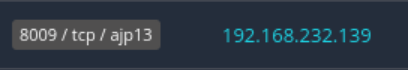 8009 / tcp / ajp13 192.168.232.139